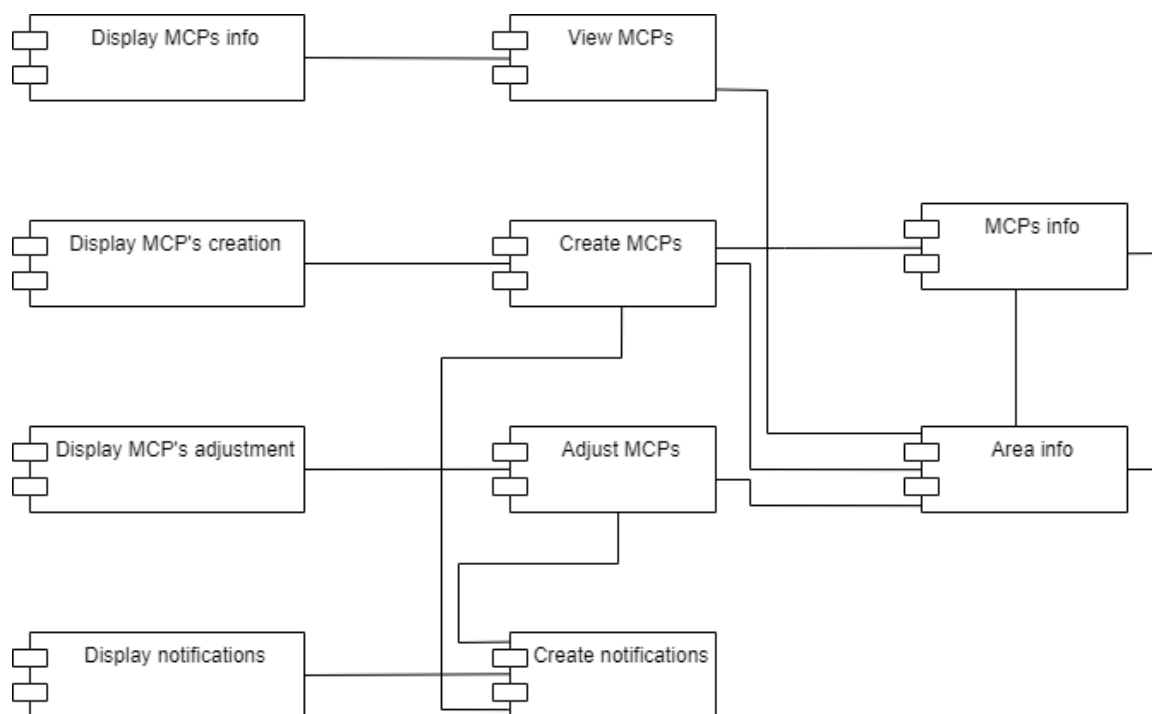 Display MCPs info
View MCPs
Display MCP's creation
Create MCPs
MCPs info
Display MCP's adjustment
Adjust MCPs
Area info
Display notifications
Create notifications